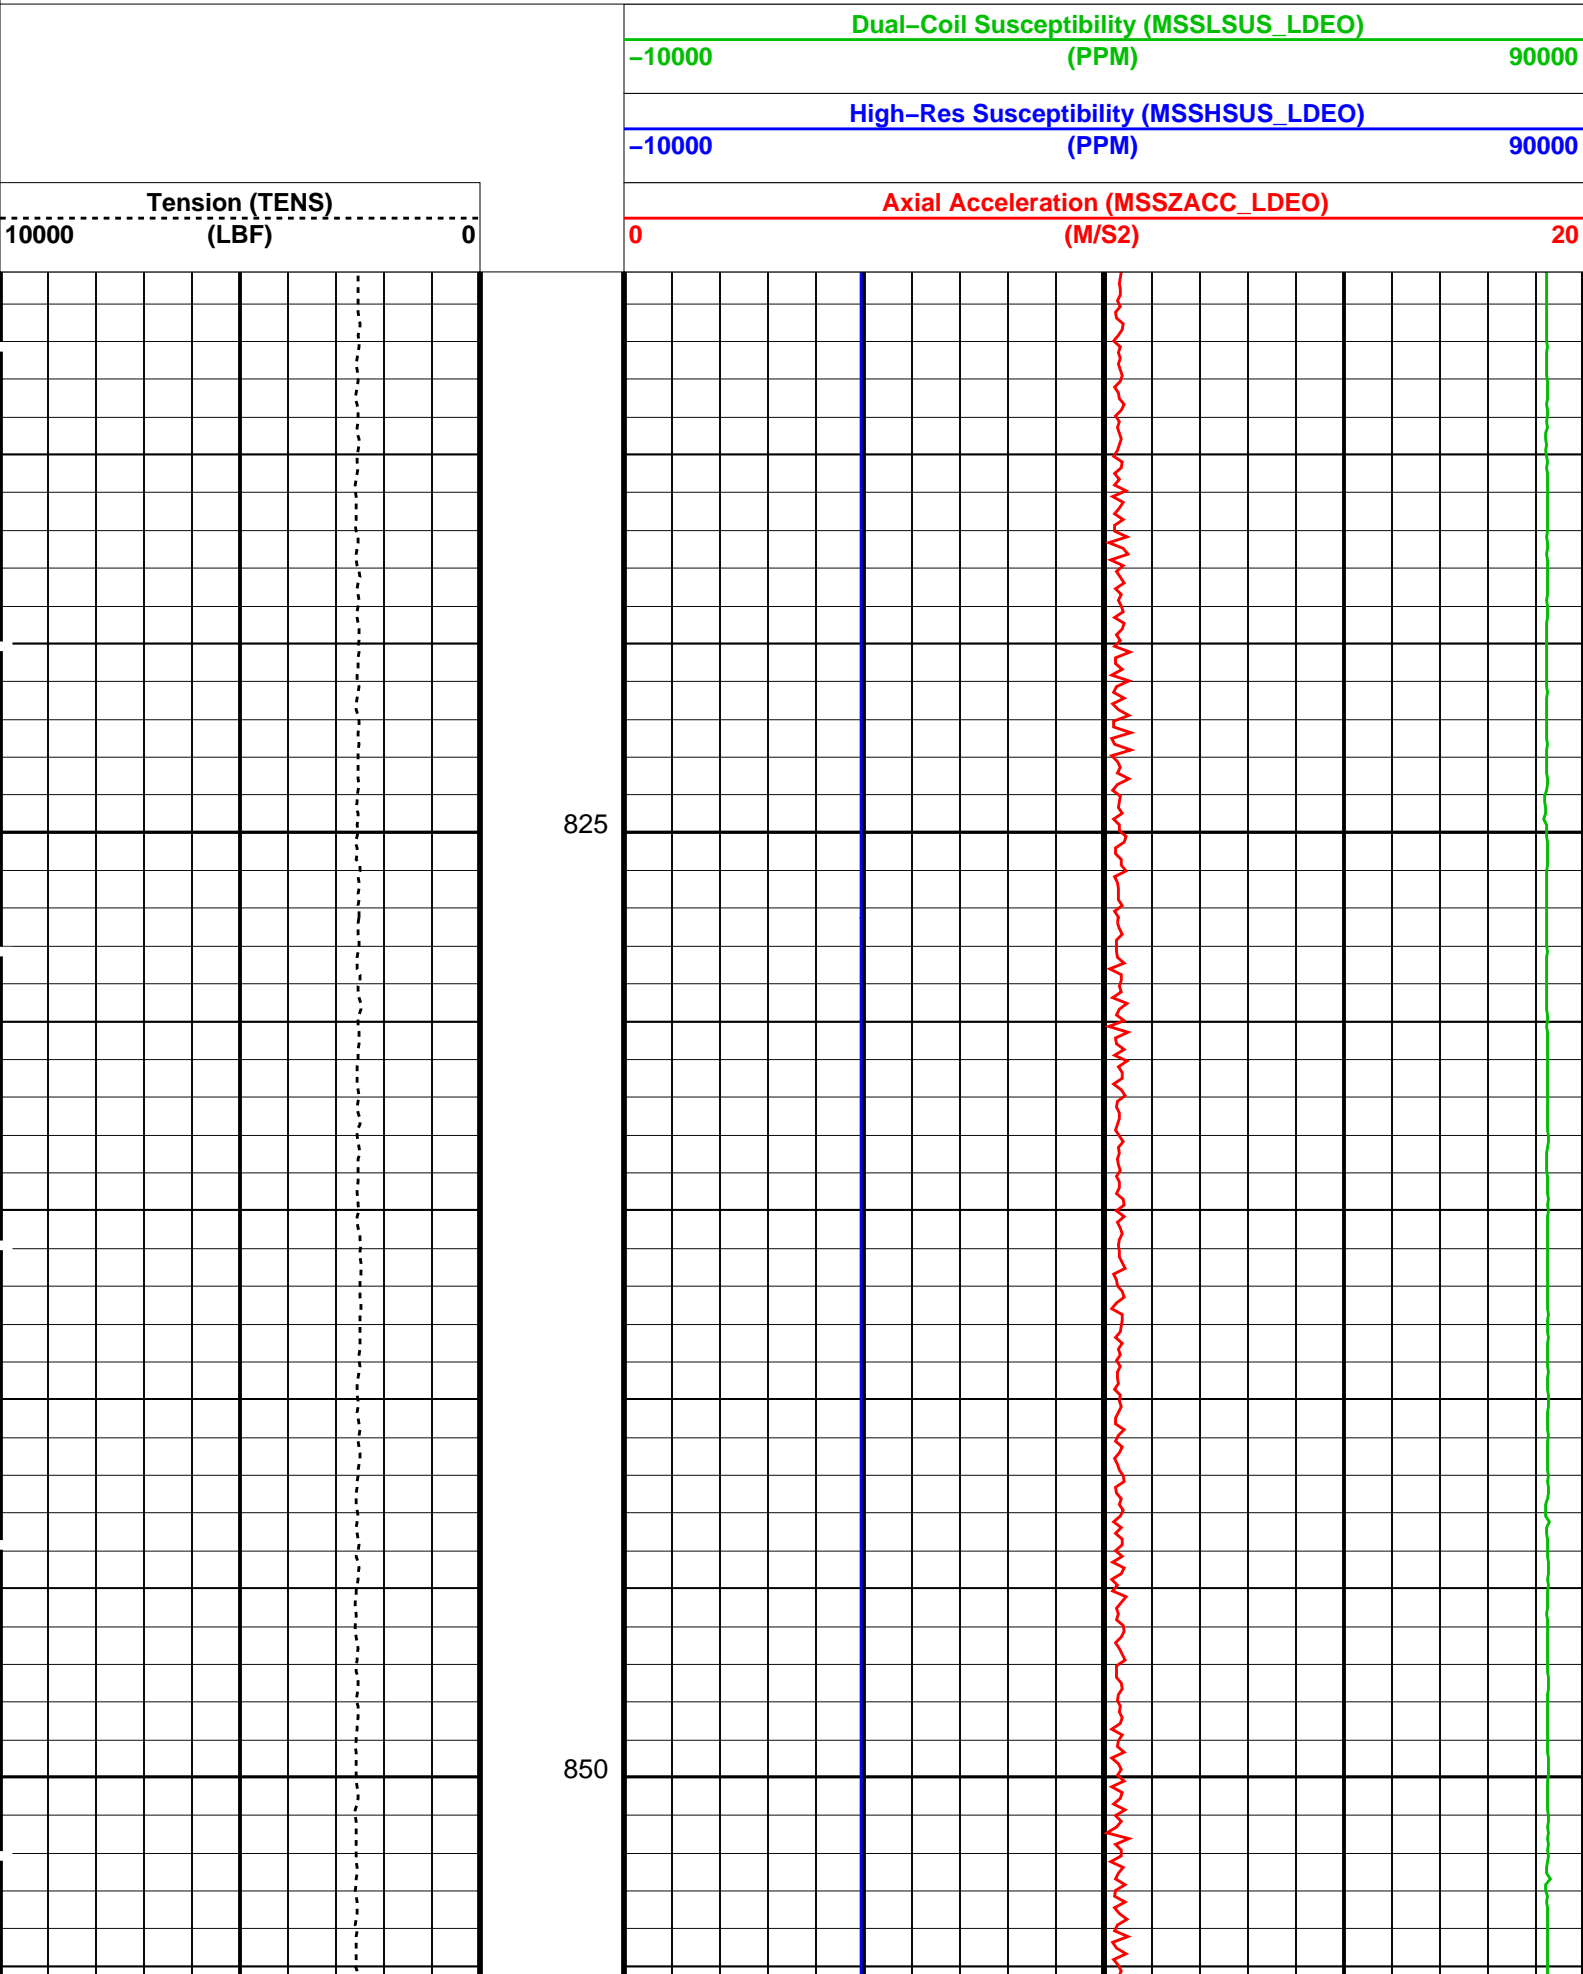 Dual−Coil Susceptibility (MSSLSUS_LDEO)
−10000 (PPM) 90000
High−Res Susceptibility (MSSHSUS_LDEO)
−10000 (PPM) 90000
Tension (TENS)
10000 (LBF) 0
Axial Acceleration (MSSZACC_LDEO)
0 (M/S2) 20
825
850